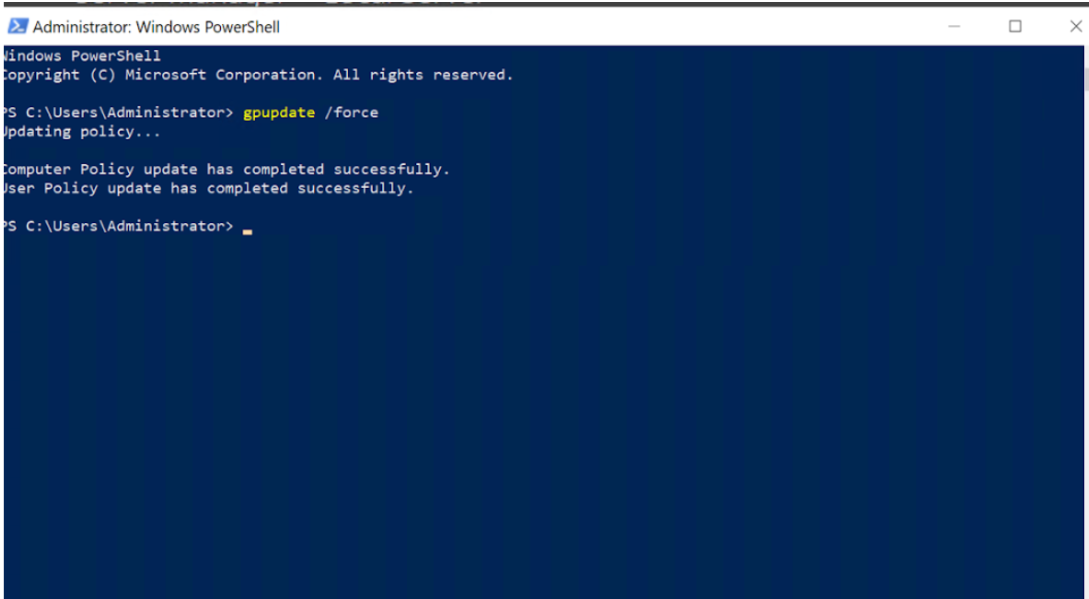 Administrator: Windows PowerShell
Windows PowerShell
Copyright (C) Microsoft Corporation. All rights reserved.
PS C:\Users\Administrator> gpupdate /force
Updating policy...
Computer Policy update has completed successfully.
User Policy update has completed successfully.
PS C:\Users\Administrator>